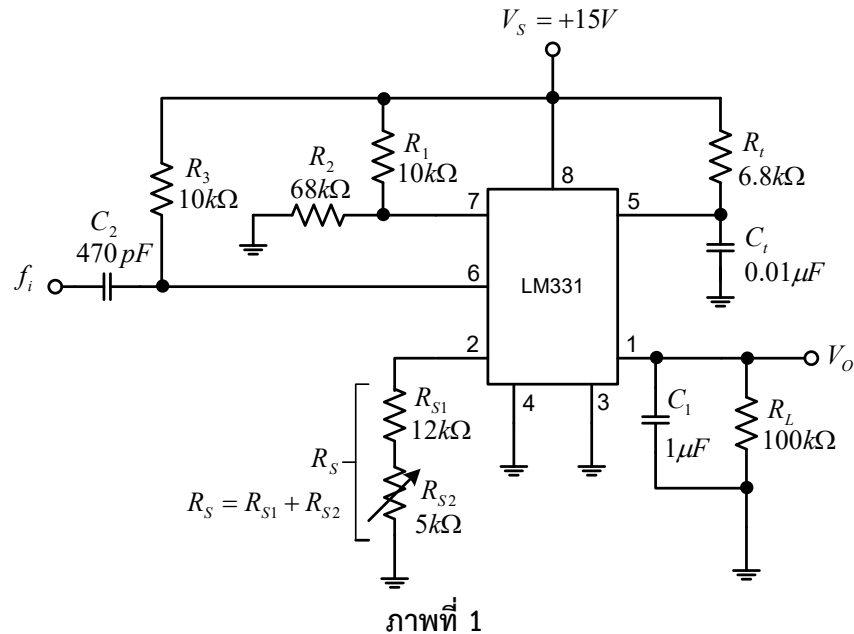 V_S = +15V
R_3
10kΩ
R_2
68kΩ
R_1
10kΩ
R_t
6.8kΩ
8
7
5
C_2
470 pF
C_t
0.01μF
f_i
6
LM331
2
1
V_O
4
3
R_S1
12kΩ
C_1
1μF
R_L
100kΩ
R_S
R_S = R_S1 + R_S2
R_S2
5kΩ
ภาพที่ 1